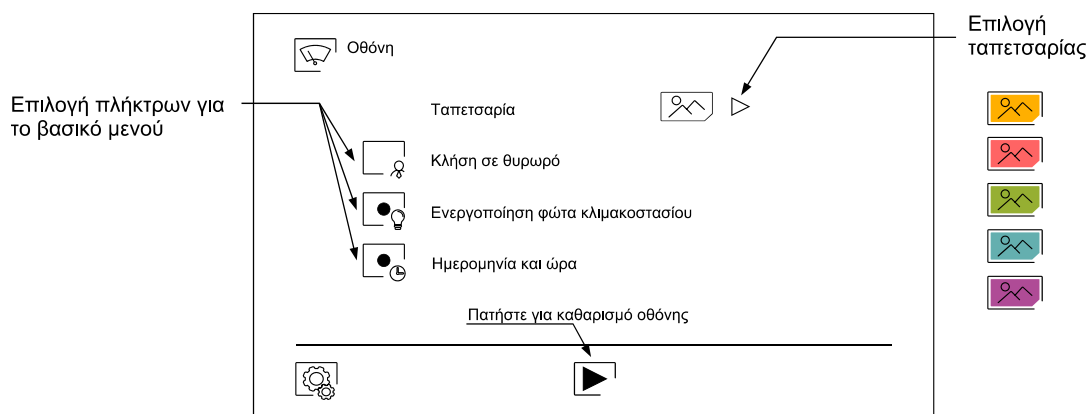 Επιλογή
ταπετσαρίας
Οθόνη
Επιλογή πλήκτρων για
το βασικό μενού
Ταπετσαρία
Κλήση σε θυρωρό
Ενεργοποίηση φώτα κλιμακοστασίου
Ημερομηνία και ώρα
Πατήστε για καθαρισμό οθόνης